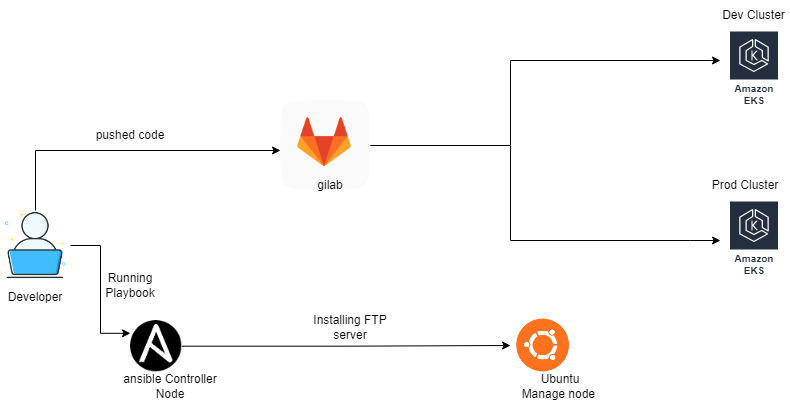 Dev Cluster
Amazon
EKS
pushed code
gilab
Prod Cluster
Amazon
EKS
Developer
Running
Playbook
Installing FTP
server
ansible Controller
Node
Ubuntu
Manage node